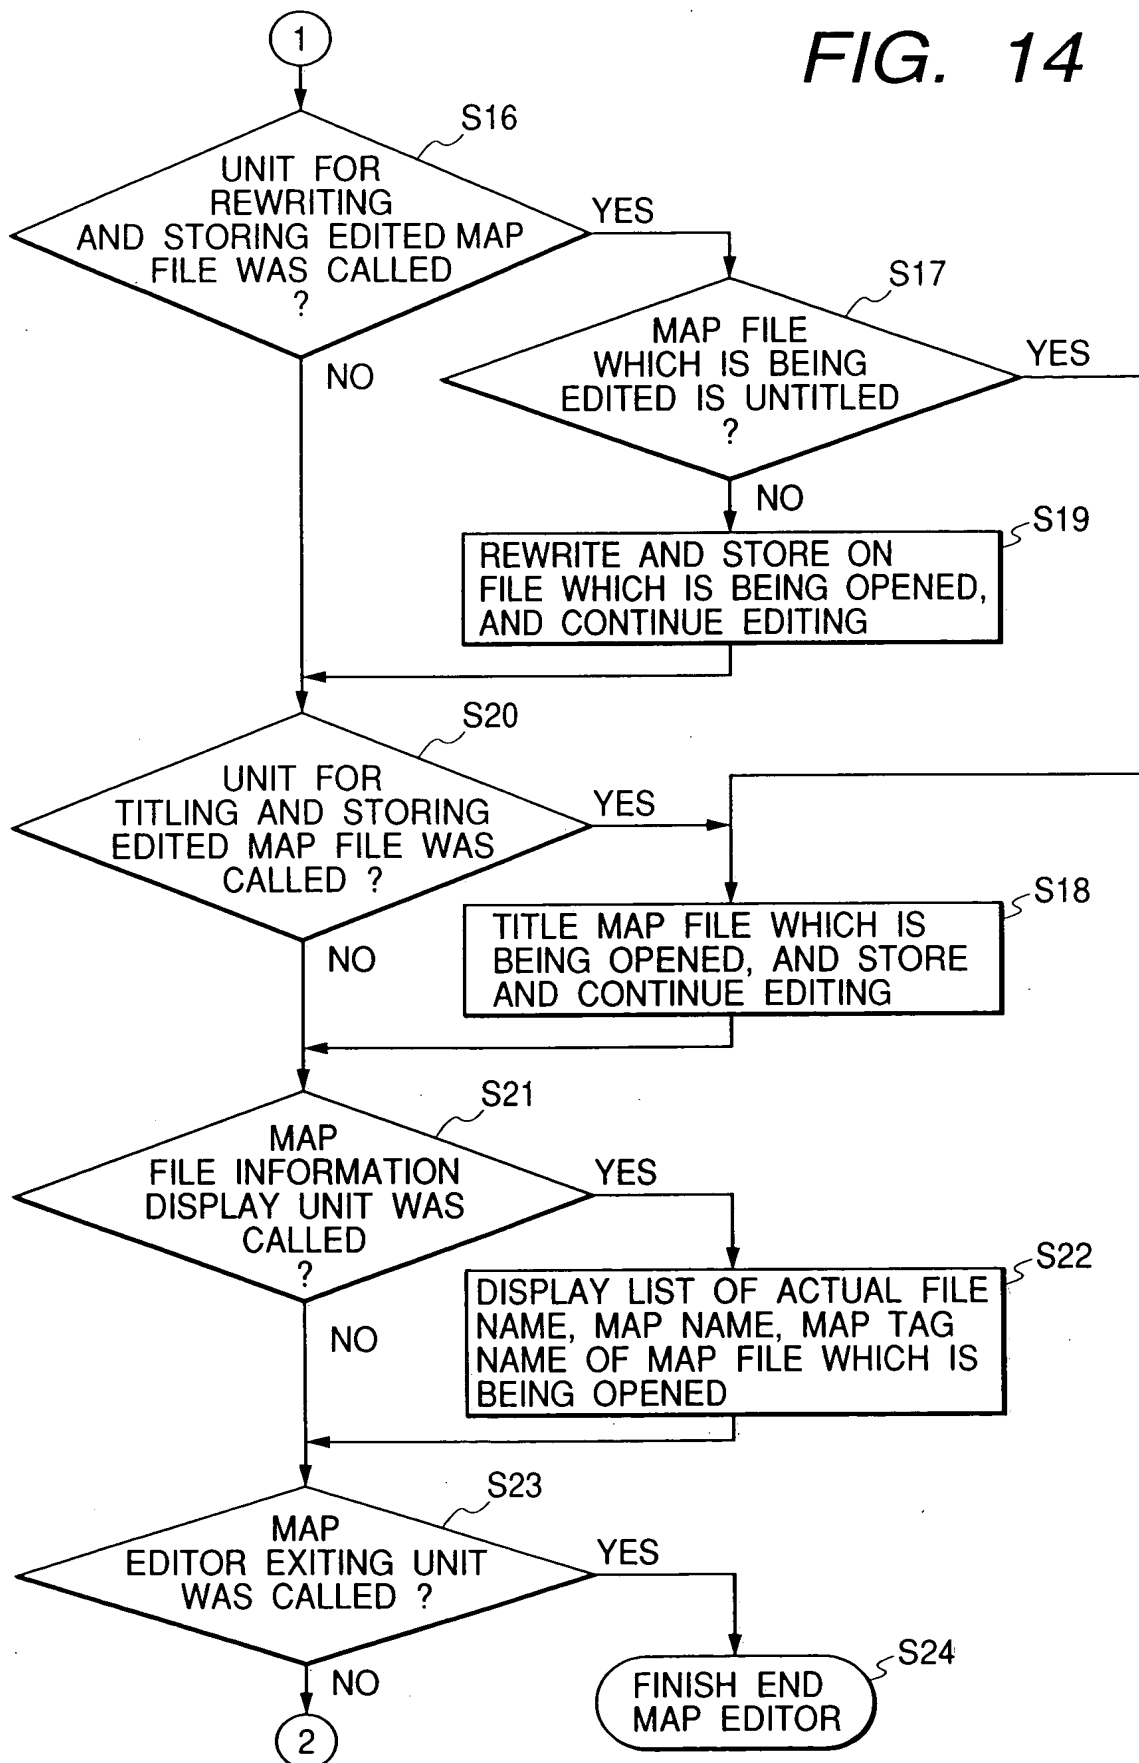 FIG. 14
1
S16
UNIT FOR
REWRITING
AND STORING EDITED MAP
FILE WAS CALLED
?
YES
NO
S17
MAP FILE
WHICH IS BEING
EDITED IS UNTITLED
?
YES
NO
S19
REWRITE AND STORE ON
FILE WHICH IS BEING OPENED,
AND CONTINUE EDITING
S20
UNIT FOR
TITLING AND STORING
EDITED MAP FILE WAS
CALLED ?
YES
NO
S18
TITLE MAP FILE WHICH IS
BEING OPENED, AND STORE
AND CONTINUE EDITING
S21
MAP
FILE INFORMATION
DISPLAY UNIT WAS
CALLED
?
YES
NO
S22
DISPLAY LIST OF ACTUAL FILE
NAME, MAP NAME, MAP TAG
NAME OF MAP FILE WHICH IS
BEING OPENED
S23
MAP
EDITOR EXITING UNIT
WAS CALLED ?
YES
NO
S24
FINISH END
MAP EDITOR
2